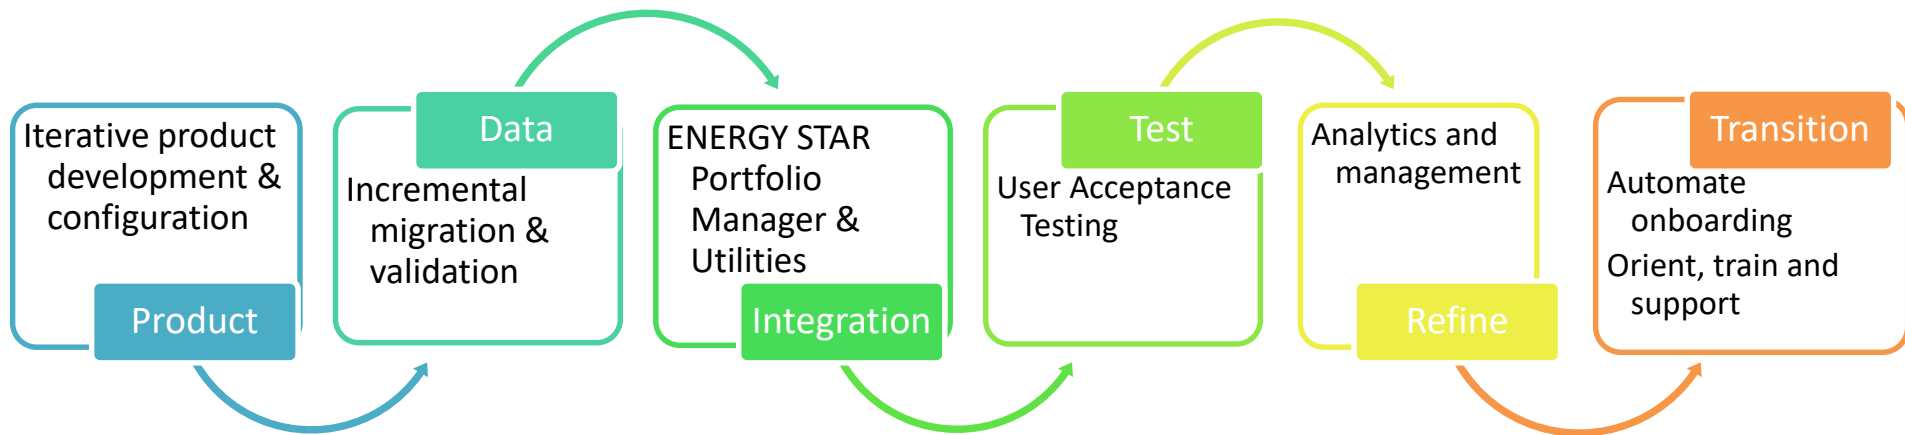 Iterative product
development &
configuration
Product
Data
Incremental
migration &
validation
ENERGY STAR
Portfolio
Manager &
Utilities
Integration
Test
User Acceptance
Testing
Analytics and
management
Refine
Transition
Automate
onboarding
Orient, train and
support